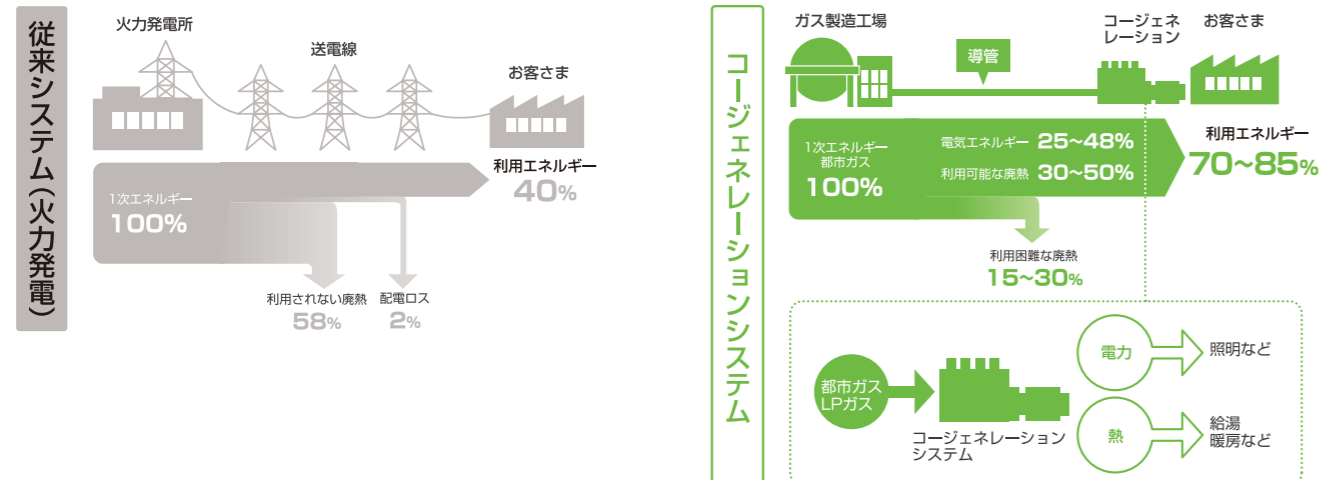 従来システム(火力発電)
火力発電所
送電線
お客さま
1次エネルギー
100%
利用エネルギー
40%
利用されない廃熱
58%
配電ロス
2%
コージェネレーションシステム
ガス製造工場
導管
コージェネ
レーション
お客さま
1次エネルギー
都市ガス
100%
電気エネルギー 25~48%
利用可能な廃熱 30~50%
利用エネルギー
70~85%
利用困難な廃熱
15~30%
都市ガス
LPガス
コージェネレーション
システム
電力
照明など
熱
給湯
暖房など